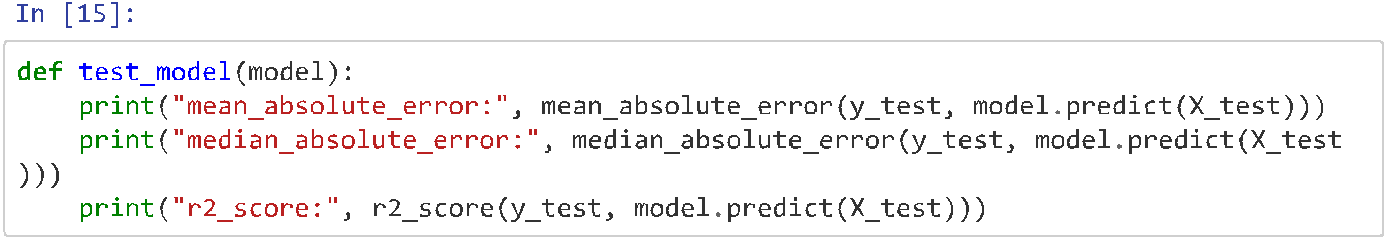 In [15]:
def test_model(model):
    print("mean_absolute_error:", mean_absolute_error(y_test, model.predict(X_test)))
    print("median_absolute_error:", median_absolute_error(y_test, model.predict(X_test
)))
    print("r2_score:", r2_score(y_test, model.predict(X_test)))